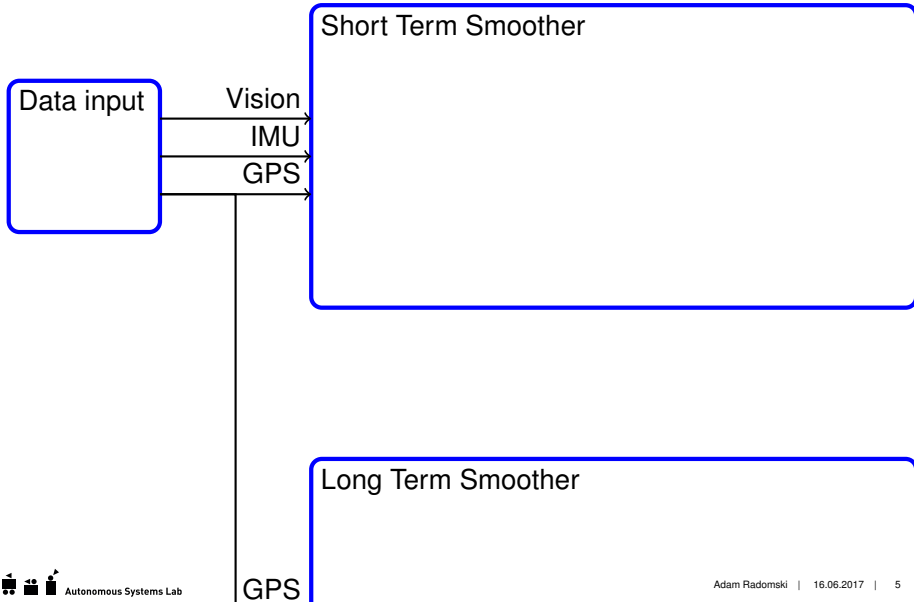 Short Term Smoother
Data input
Vision
IMU
GPS
Long Term Smoother
GPS
Autonomous Systems Lab
Adam Radomski | 16.06.2017 | 5